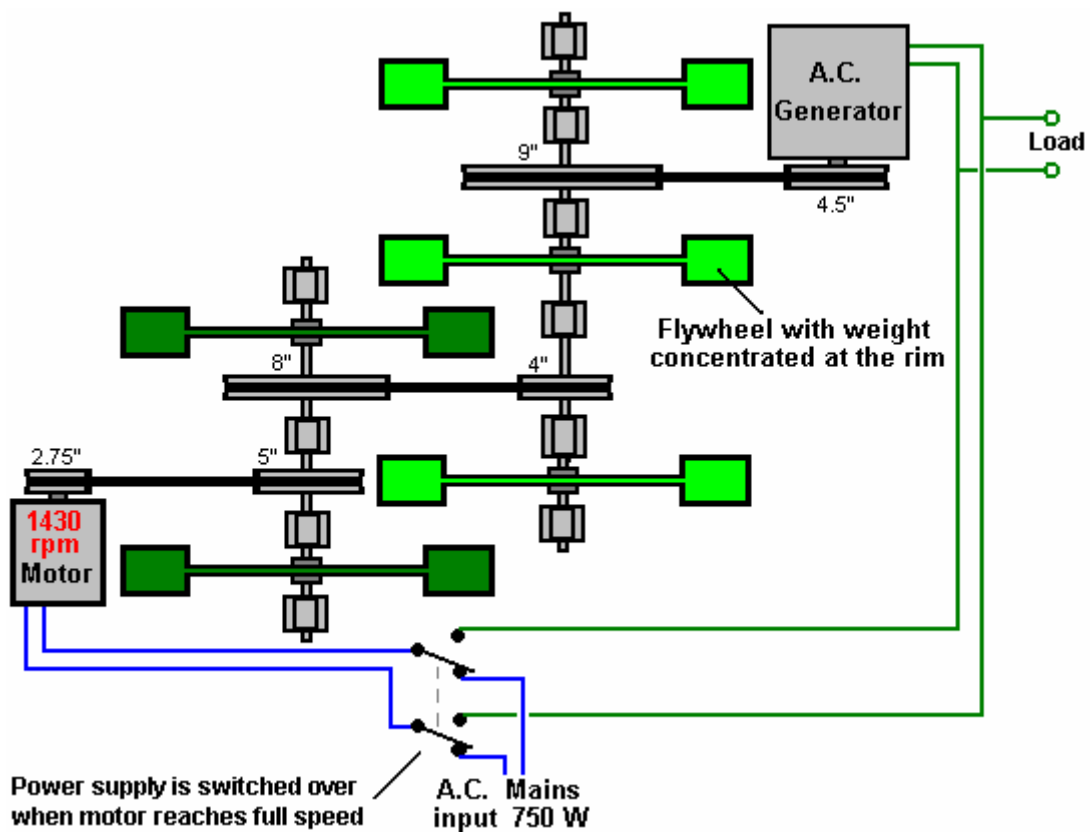 A.C.
Generator
Load
9"
4.5"
Flywheel with weight
concentrated at the rim
8"
4"
2.75"
5"
1430
rpm
Motor
Power supply is switched over
when motor reaches full speed
A.C. Mains
input 750 W